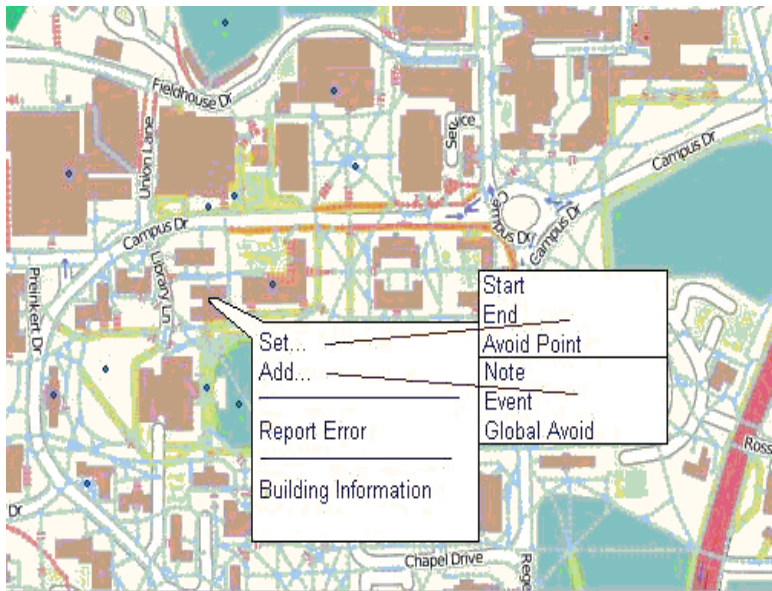 Fieldhouse Dr
Union Lane
Service
Campus Dr
Campus Dr
Campus Dr
Campus Dr
Library Ln
Preinkert Dr
Start
End
Avoid Point
Set...
Add...
Note
Event
Global Avoid
Report Error
Building Information
Ross
Dr
Chapel Drive
Rege